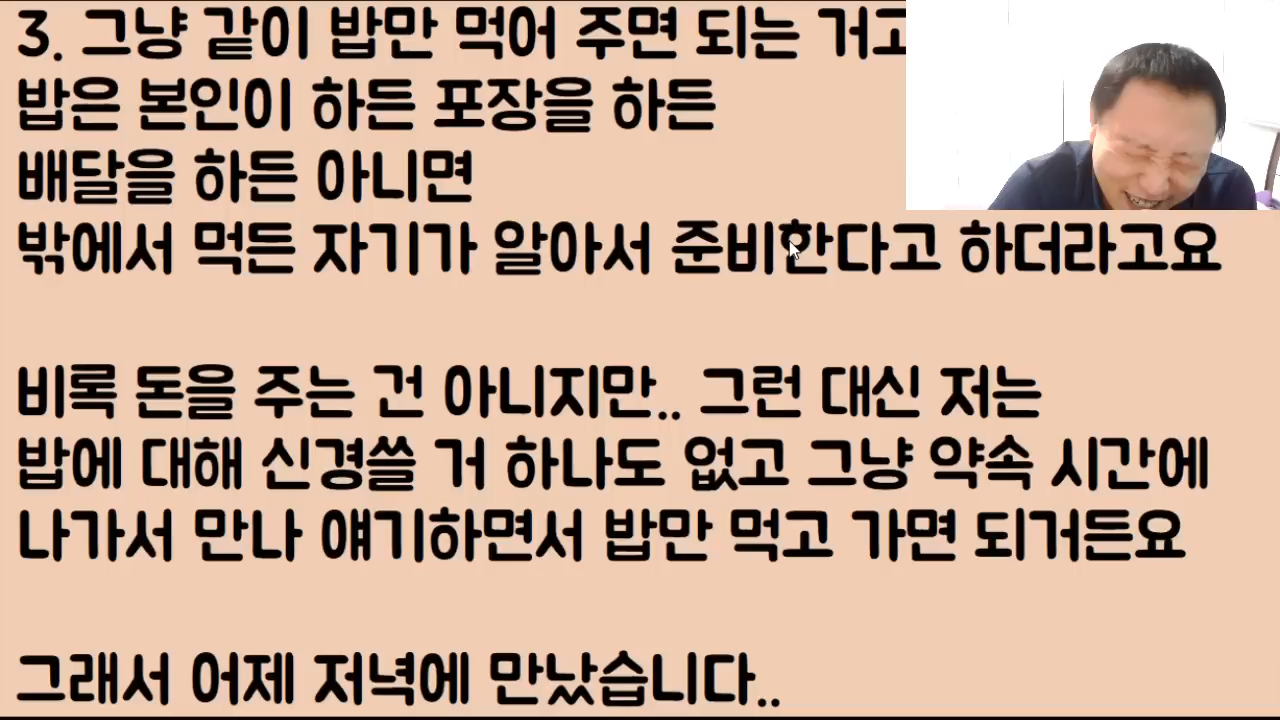 3. 그냥 같이 밥만 먹어 주면 되는 거고
밥은 본인이 하든 포장을 하든
배달을 하든 아니면
밖에서 먹든 자기가 알아서 준비한다고 하더라고요
비록 돈을 주는 건 아니지만.. 그런 대신 저는
밥에 대해 신경쓸 거 하나도 없고 그냥 약속 시간에
나가서 만나 얘기하면서 밥만 먹고 가면 되거든요
그래서 어제 저녁에 만났습니다..